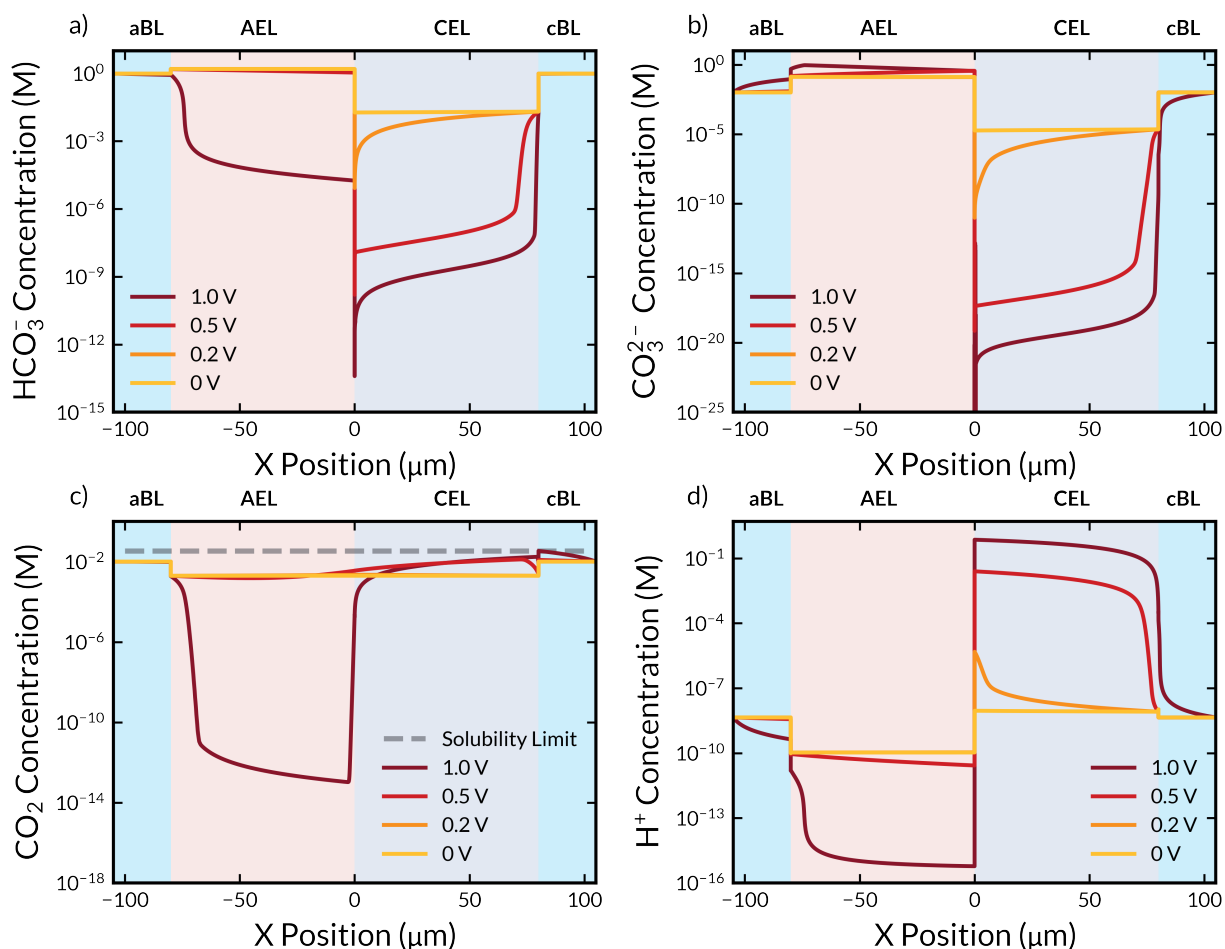 a)
aBL AEL CEL cBL
HCO₃⁻ Concentration (M)
10⁰
10⁻³
10⁻⁶
10⁻⁹
10⁻¹²
10⁻¹⁵
1.0 V
0.5 V
0.2 V
0 V
−100 −50 0 50 100
X Position (μm)
b)
aBL AEL CEL cBL
CO₃²⁻ Concentration (M)
10⁰
10⁻⁵
10⁻¹⁰
10⁻¹⁵
10⁻²⁰
10⁻²⁵
1.0 V
0.5 V
0.2 V
0 V
−100 −50 0 50 100
X Position (μm)
c)
aBL AEL CEL cBL
CO₂ Concentration (M)
10⁻²
10⁻⁶
10⁻¹⁰
10⁻¹⁴
10⁻¹⁸
Solubility Limit
1.0 V
0.5 V
0.2 V
0 V
−100 −50 0 50 100
X Position (μm)
d)
aBL AEL CEL cBL
H⁺ Concentration (M)
10⁻¹
10⁻⁴
10⁻⁷
10⁻¹⁰
10⁻¹³
10⁻¹⁶
1.0 V
0.5 V
0.2 V
0 V
−100 −50 0 50 100
X Position (μm)